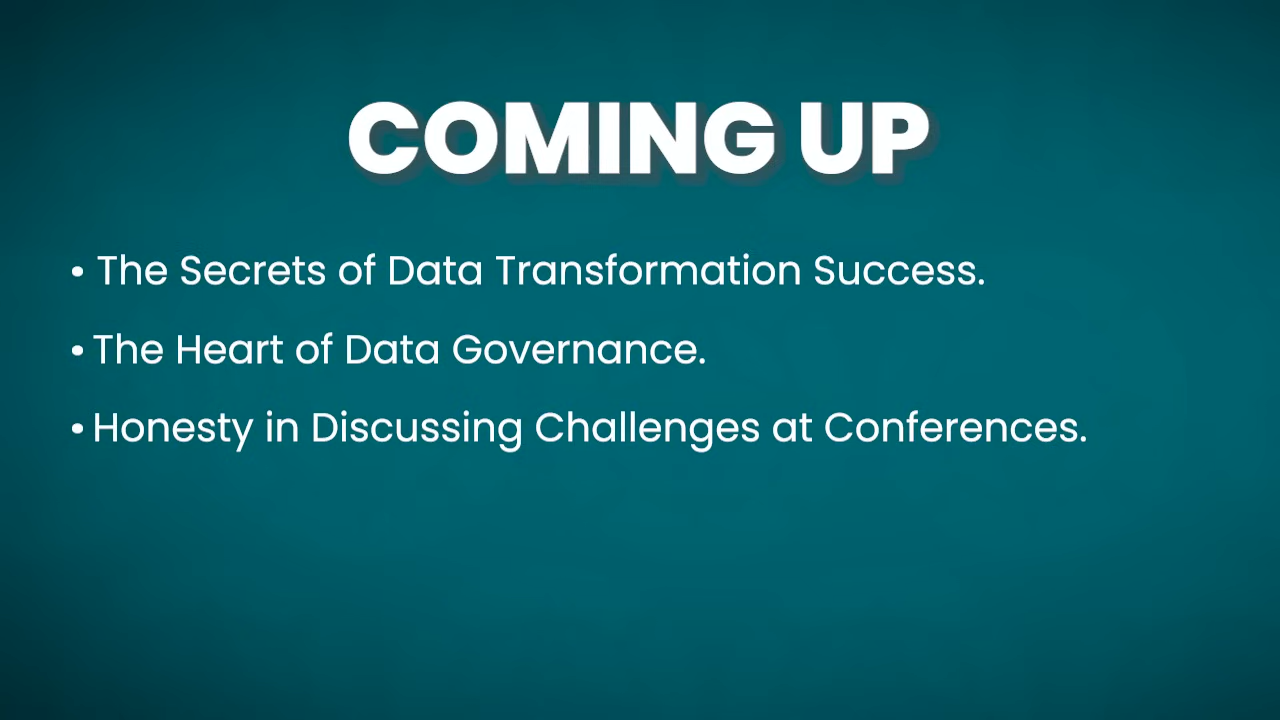 COMING UP
• The Secrets of Data Transformation Success.
• The Heart of Data Governance.
• Honesty in Discussing Challenges at Conferences.